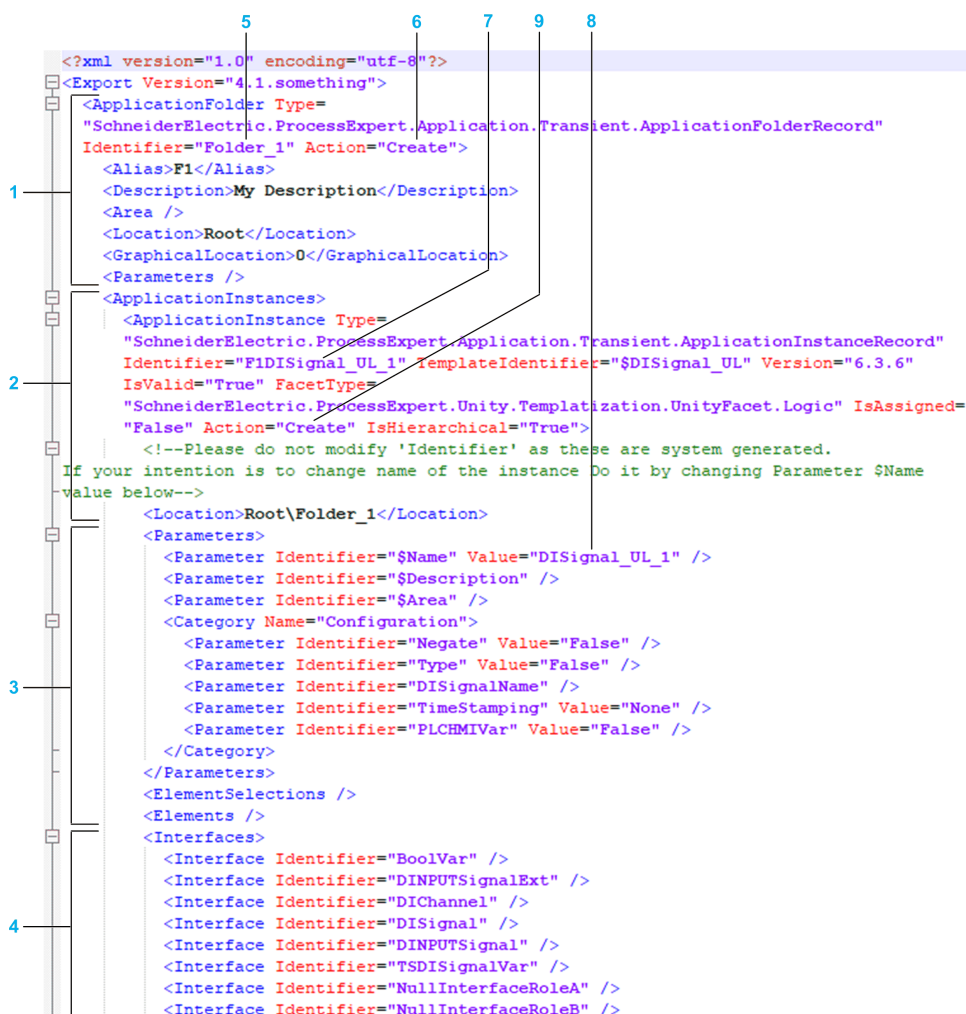 5 6 7 9 8
<?xml version="1.0" encoding="utf-8"?>
<Export Version="4.1.something">
<ApplicationFolder Type=
"SchneiderElectric.ProcessExpert.Application.Transient.ApplicationFolderRecord"
Identifier="Folder_1" Action="Create">
<Alias>F1</Alias>
1 <Description>My Description</Description>
<Area />
<Location>Root</Location>
<GraphicalLocation>0</GraphicalLocation>
<Parameters />
<ApplicationInstances>
<ApplicationInstance Type=
"SchneiderElectric.ProcessExpert.Application.Transient.ApplicationInstanceRecord"
Identifier="F1DISignal_UL_1" TemplateIdentifier="$DISignal_UL" Version="6.3.6"
2 IsValid="True" FacetType=
"SchneiderElectric.ProcessExpert.Unity.Templatization.UnityFacet.Logic" IsAssigned=
"False" Action="Create" IsHierarchical="True">
<!--Please do not modify 'Identifier' as these are system generated.
If your intention is to change name of the instance Do it by changing Parameter $Name
value below-->
<Location>Root\Folder_1</Location>
<Parameters>
<Parameter Identifier="$Name" Value="DISignal_UL_1" />
<Parameter Identifier="$Description" />
<Parameter Identifier="$Area" />
<Category Name="Configuration">
<Parameter Identifier="Negate" Value="False" />
<Parameter Identifier="Type" Value="False" />
3 <Parameter Identifier="DISignalName" />
<Parameter Identifier="TimeStamping" Value="None" />
<Parameter Identifier="PLCHMIVar" Value="False" />
</Category>
</Parameters>
<ElementSelections />
<Elements />
<Interfaces>
<Interface Identifier="BoolVar" />
<Interface Identifier="DINPUTSignalExt" />
<Interface Identifier="DIChannel" />
4 <Interface Identifier="DISignal" />
<Interface Identifier="DINPUTSignal" />
<Interface Identifier="TSDISignalVar" />
<Interface Identifier="NullInterfaceRoleA" />
<Interface Identifier="NullInterfaceRoleB" />